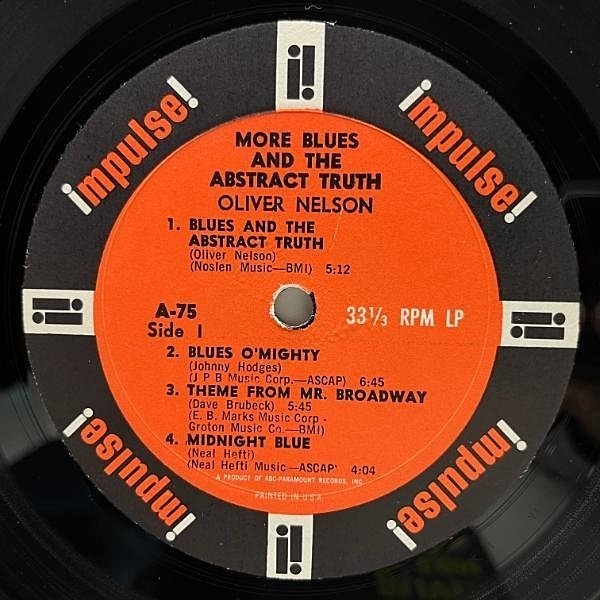 impulse!
impulse!
MORE BLUES
AND THE
ABSTRACT TRUTH
OLIVER NELSON
1. BLUES AND THE
ABSTRACT TRUTH
(Oliver Nelson)
(Noslen Music—BMI) 5:12
A-75
Side I
33 1/3 RPM LP
2. BLUES O'MIGHTY
(Johnny Hodges)
(J P B Music Corp.—ASCAP) 6:45
3. THEME FROM MR. BROADWAY
(Dave Brubeck) 5:45
(E. B. Marks Music Corp -
Groton Music Co.—BMI)
4. MIDNIGHT BLUE
(Neal Hefti)
(Neal Hefti Music—ASCAP) 4:04
A PRODUCT OF ABC-PARAMOUNT RECORDS, INC.
PRINTED IN U.S.A.
impulse!
impulse!